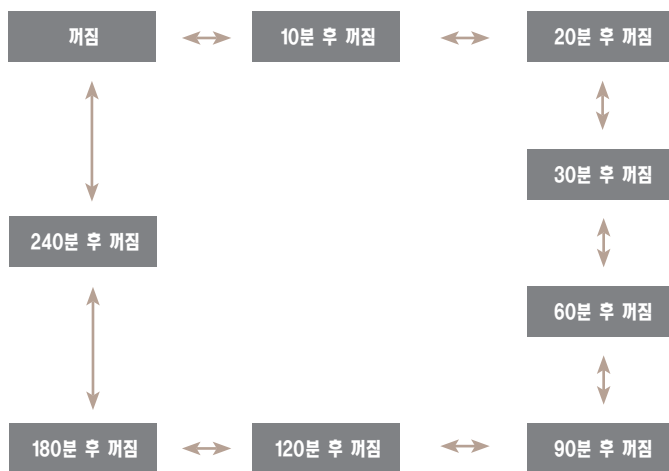 꺼짐
10분 후 꺼짐
20분 후 꺼짐
30분 후 꺼짐
240분 후 꺼짐
60분 후 꺼짐
180분 후 꺼짐
120분 후 꺼짐
90분 후 꺼짐